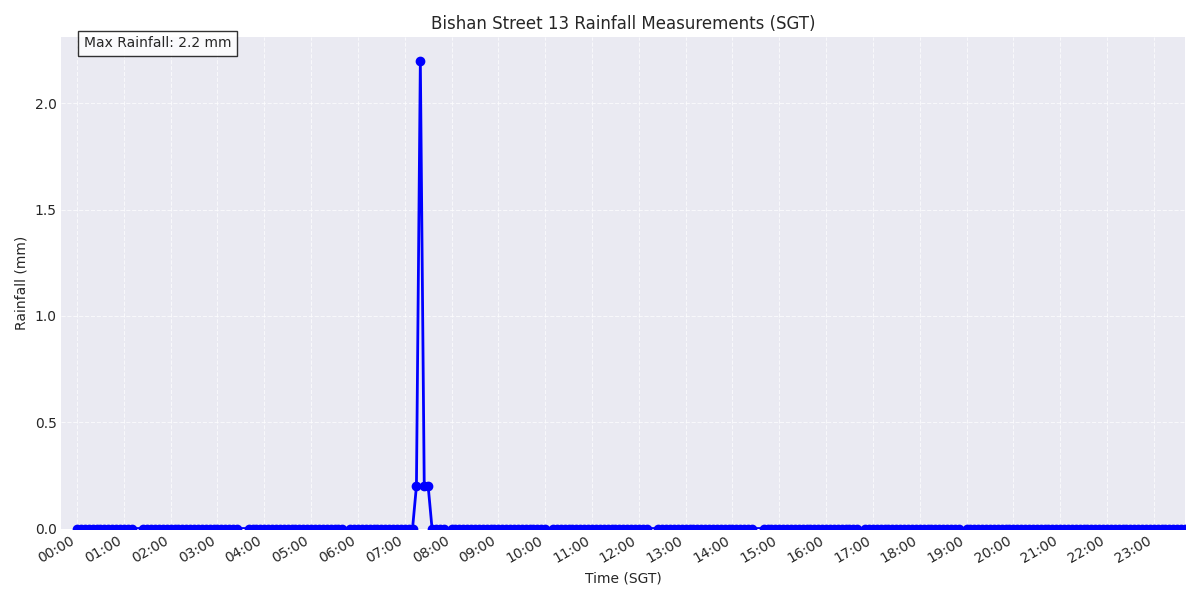 Bishan Street 13 Rainfall Measurements (SGT)
Max Rainfall: 2.2 mm
2.0
1.5
1.0
0.5
0.0
Rainfall (mm)
00:00 01:00 02:00 03:00 04:00 05:00 06:00 07:00 08:00 09:00 10:00 11:00 12:00 13:00 14:00 15:00 16:00 17:00 18:00 19:00 20:00 21:00 22:00 23:00
Time (SGT)